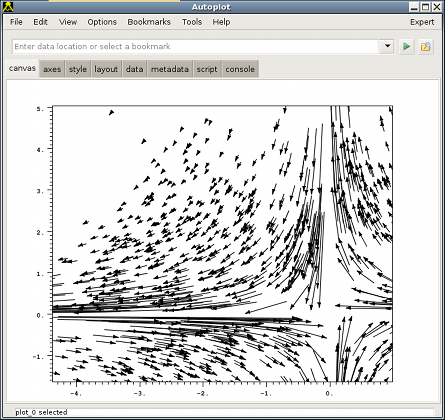 Autoplot
File Edit View Options Bookmarks Tools Help Expert
Enter data location or select a bookmark
canvas axes style layout data metadata script console
5.
4.
3.
2.
1.
0.
-1.
-4. -3. -2. -1. 0.
plot_0 selected